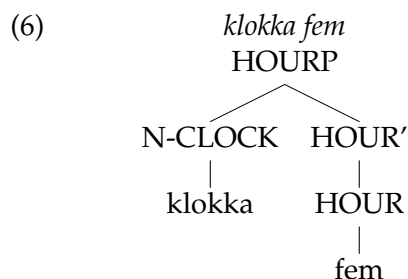 (6) klokka fem
HOURP
N-CLOCK HOUR'
klokka HOUR
fem